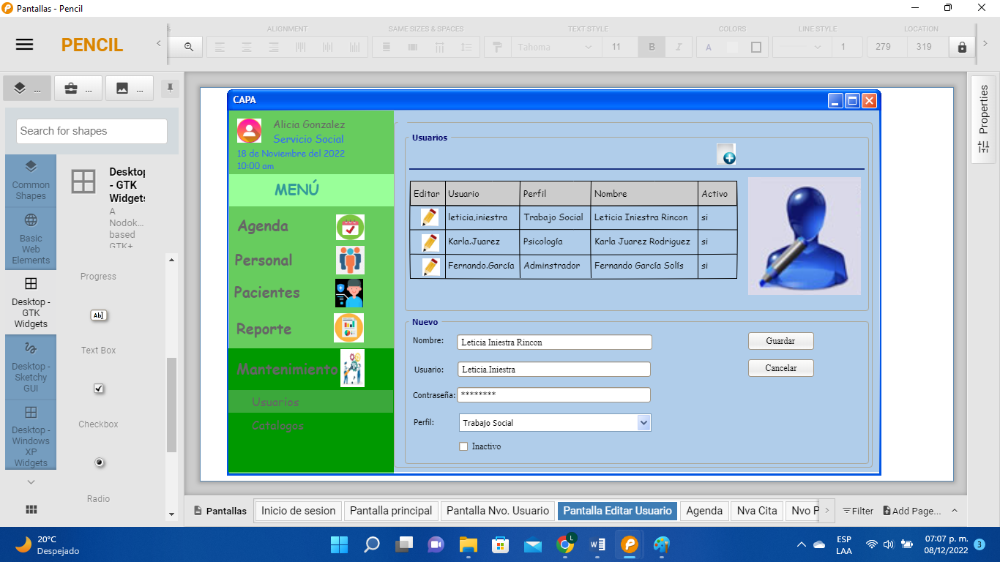 Pantallas - Pencil
PENCIL
ALIGNMENT
SAME SIZES & SPACES
TEXT STYLE
COLORS
LINE STYLE
LOCATION
Tahoma
11
B
I
A
1
279
319
...
...
...
Search for shapes
Common
Shapes
Basic
Web
Elements
Desktop -
GTK
Widgets
Desktop -
Sketchy
GUI
Desktop -
Windows
XP
Widgets
Desktop
- GTK
Widgets
A
Nodok...
based
GTK+
Progress
Text Box
Checkbox
Radio
CAPA
Alicia Gonzalez
Servicio Social
18 de Noviembre del 2022
10:00 am
MENÚ
Agenda
Personal
Pacientes
Reporte
Mantenimiento
Usuarios
Catalogos
Usuarios
Editar Usuario Perfil Nombre Activo
leticia,iniestra Trabajo Social Leticia Iniestra Rincon si
Karla.Juarez Psicología Karla Juarez Rodriguez si
Fernando.García Adminstrador Fernando García Solís si
Nuevo
Nombre: Leticia Iniestra Rincon
Usuario: Leticia.Iniestra
Contraseña: ********
Perfil: Trabajo Social
Inactivo
Guardar
Cancelar
Properties
Pantallas
Inicio de sesion
Pantalla principal
Pantalla Nvo. Usuario
Pantalla Editar Usuario
Agenda
Nva Cita
Nvo P
Filter
Add Page...
20°C
Despejado
L
ESP
LAA
07:07 p. m.
08/12/2022
3